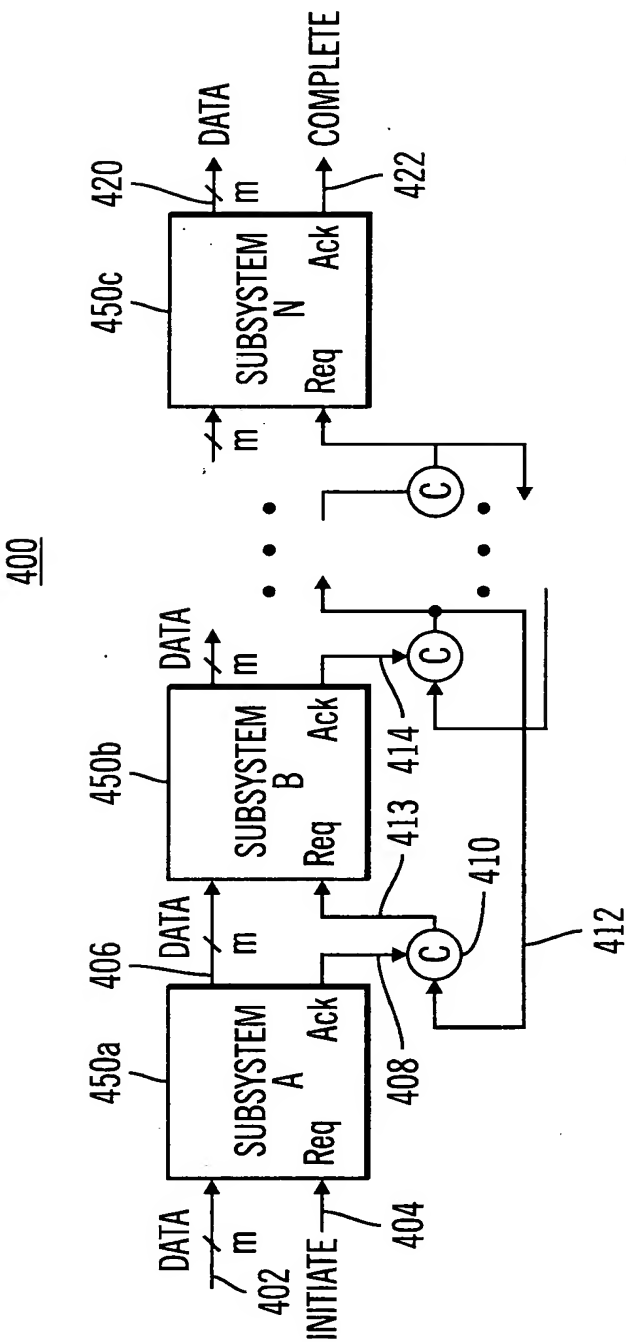 400
450a
450b
450c
DATA
m
402
SUBSYSTEM
A
Req
Ack
INITIATE
404
406
DATA
m
408
C
410
413
412
SUBSYSTEM
B
Req
Ack
DATA
m
414
C
C
m
SUBSYSTEM
N
Req
Ack
420
DATA
m
COMPLETE
422